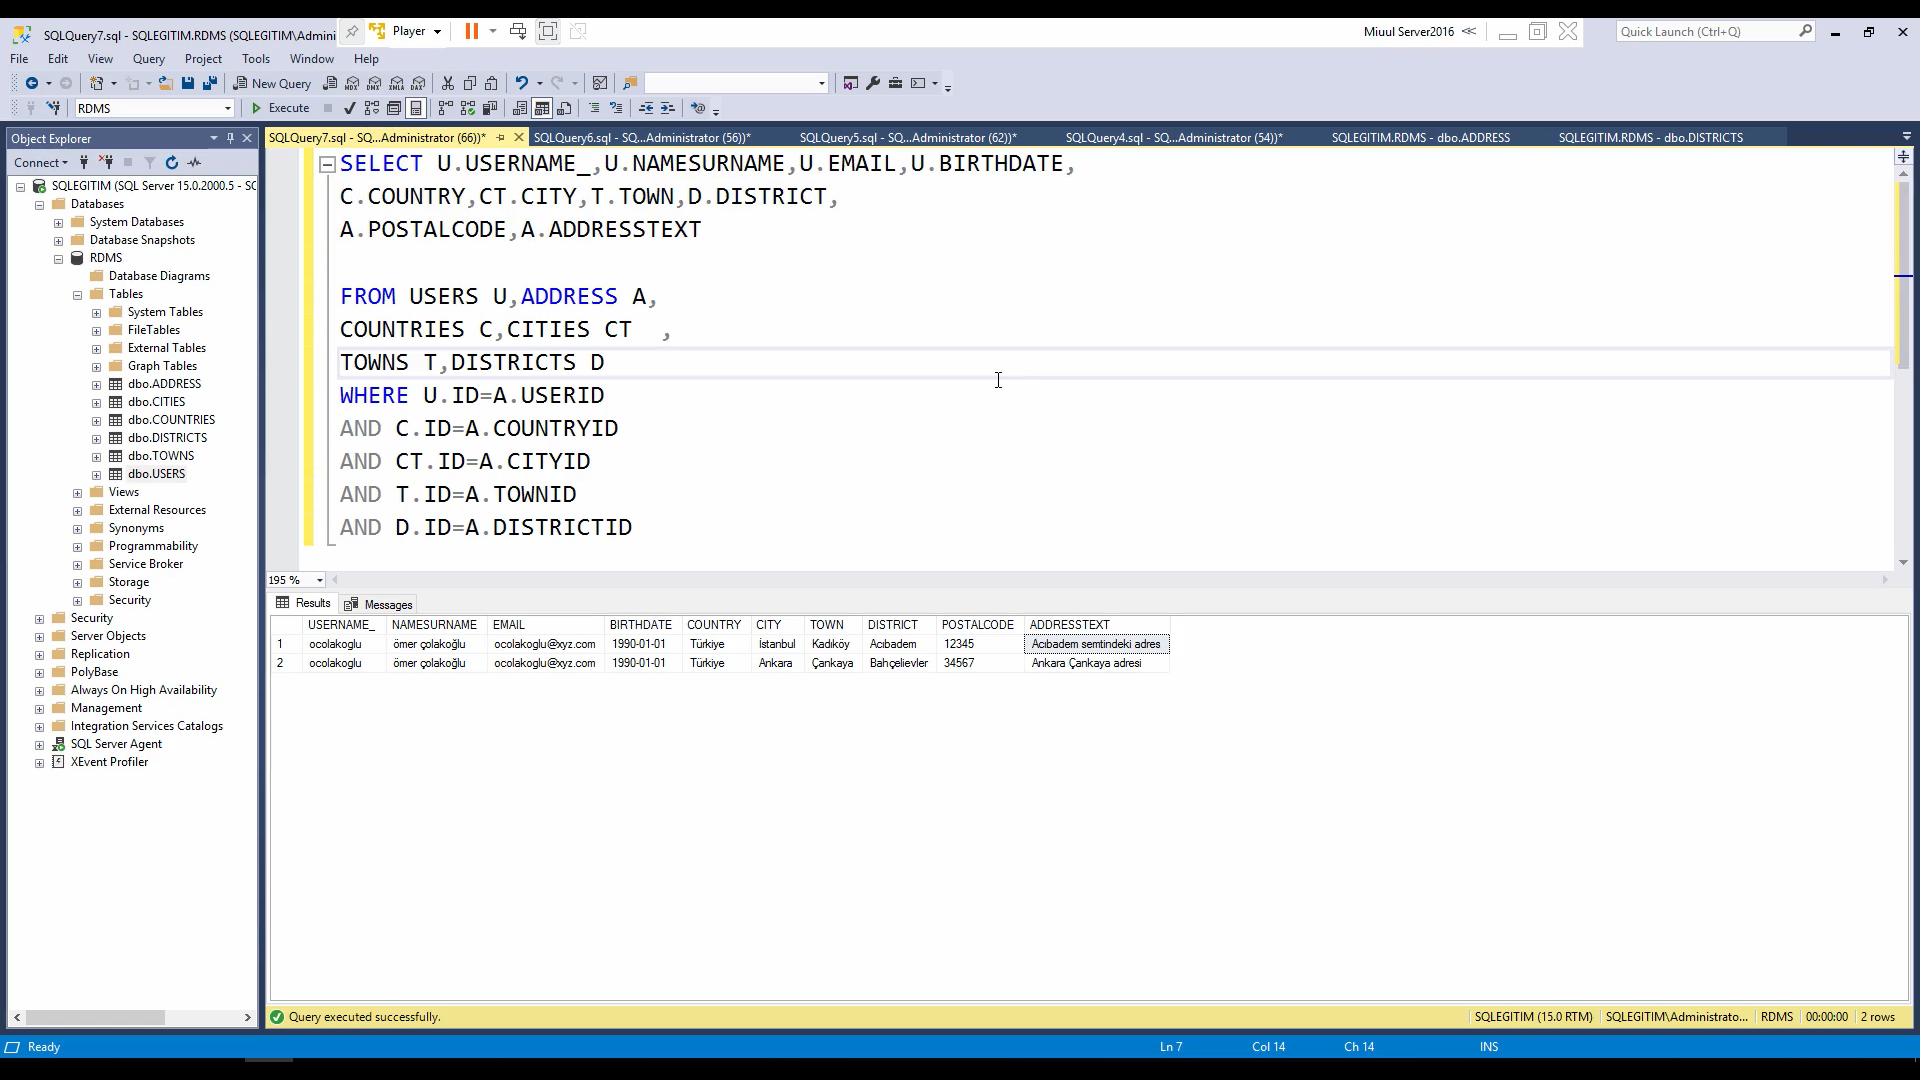 SQLQuery7.sql - SQLEGITIM.RDMS (SQLEGITIM\Admini
Player
Miuul Server2016
Quick Launch (Ctrl+Q)
File Edit View Query Project Tools Window Help
New Query
RDMS
Execute
Object Explorer
SQLQuery7.sql - SQ...Administrator (66))*
SQLQuery6.sql - SQ...Administrator (56))*
SQLQuery5.sql - SQ...Administrator (62))*
SQLQuery4.sql - SQ...Administrator (54))*
SQLEGITIM.RDMS - dbo.ADDRESS
SQLEGITIM.RDMS - dbo.DISTRICTS
Connect
SQLEGITIM (SQL Server 15.0.2000.5 - SC
Databases
System Databases
Database Snapshots
RDMS
Database Diagrams
Tables
System Tables
FileTables
External Tables
Graph Tables
dbo.ADDRESS
dbo.CITIES
dbo.COUNTRIES
dbo.DISTRICTS
dbo.TOWNS
dbo.USERS
Views
External Resources
Synonyms
Programmability
Service Broker
Storage
Security
Security
Server Objects
Replication
PolyBase
Always On High Availability
Management
Integration Services Catalogs
SQL Server Agent
XEvent Profiler
SELECT U.USERNAME_,U.NAMESURNAME,U.EMAIL,U.BIRTHDATE,
C.COUNTRY,CT.CITY,T.TOWN,D.DISTRICT,
A.POSTALCODE,A.ADDRESSTEXT
FROM USERS U,ADDRESS A,
COUNTRIES C,CITIES CT  ,
TOWNS T,DISTRICTS D
WHERE U.ID=A.USERID
AND C.ID=A.COUNTRYID
AND CT.ID=A.CITYID
AND T.ID=A.TOWNID
AND D.ID=A.DISTRICTID
195 %
Results Messages
USERNAME_ NAMESURNAME EMAIL BIRTHDATE COUNTRY CITY TOWN DISTRICT POSTALCODE ADDRESSTEXT
1 ocolakoglu ömer çolakoğlu ocolakoglu@xyz.com 1990-01-01 Türkiye İstanbul Kadıköy Acıbadem 12345 Acıbadem semtindeki adres
2 ocolakoglu ömer çolakoğlu ocolakoglu@xyz.com 1990-01-01 Türkiye Ankara Çankaya Bahçelievler 34567 Ankara Çankaya adresi
Query executed successfully.
SQLEGITIM (15.0 RTM) SQLEGITIM\Administrato... RDMS 00:00:00 2 rows
Ready
Ln 7 Col 14 Ch 14 INS